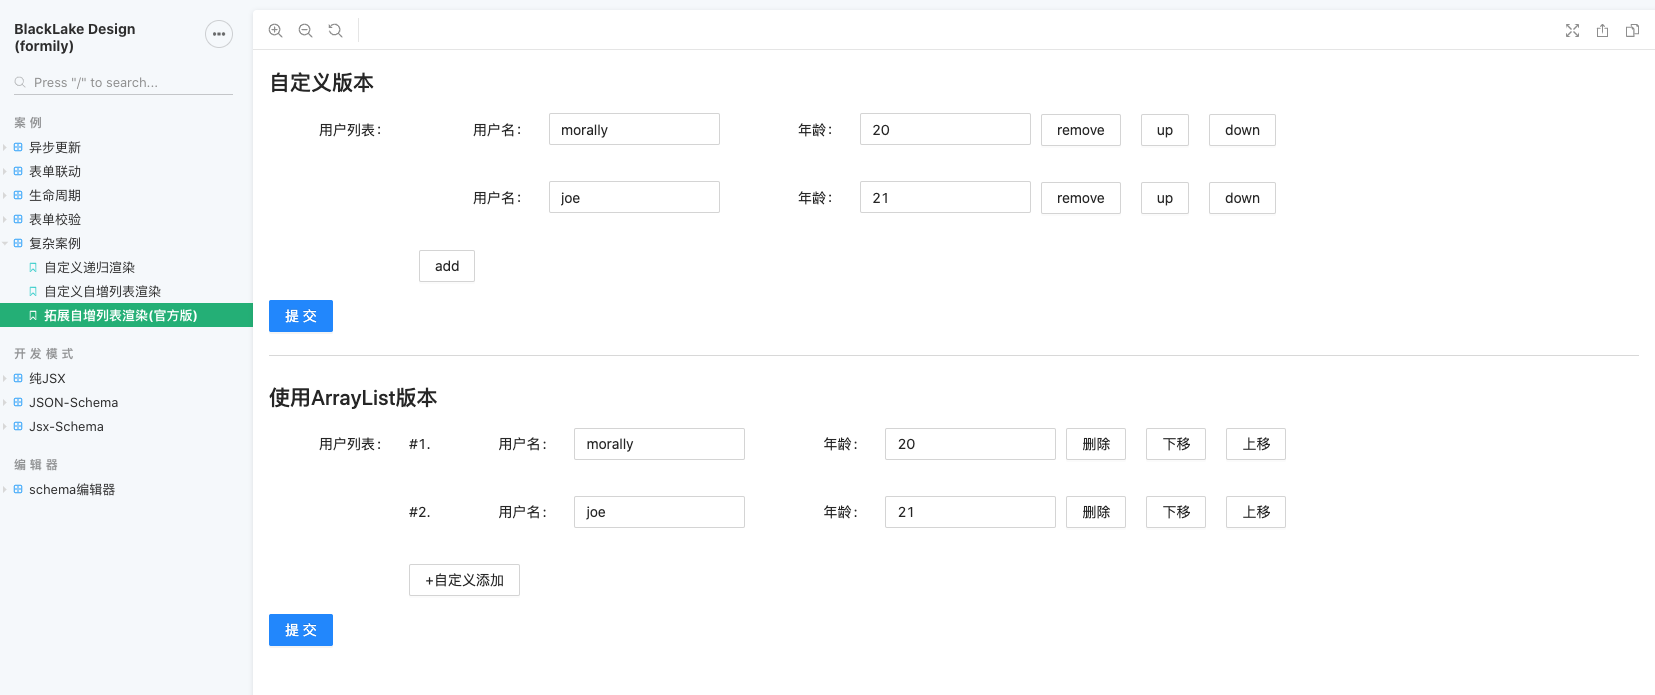 BlackLake Design
(formily)
Press "/" to search...
案例
异步更新
表单联动
生命周期
表单校验
复杂案例
自定义递归渲染
自定义自增列表渲染
拓展自增列表渲染(官方版)
开发模式
纯JSX
JSON-Schema
Jsx-Schema
编辑器
schema编辑器
自定义版本
用户列表： 用户名： morally 年龄： 20 remove up down
用户名： joe 年龄： 21 remove up down
add
提 交
使用ArrayList版本
用户列表： #1. 用户名： morally 年龄： 20 删除 下移 上移
#2. 用户名： joe 年龄： 21 删除 下移 上移
+自定义添加
提 交